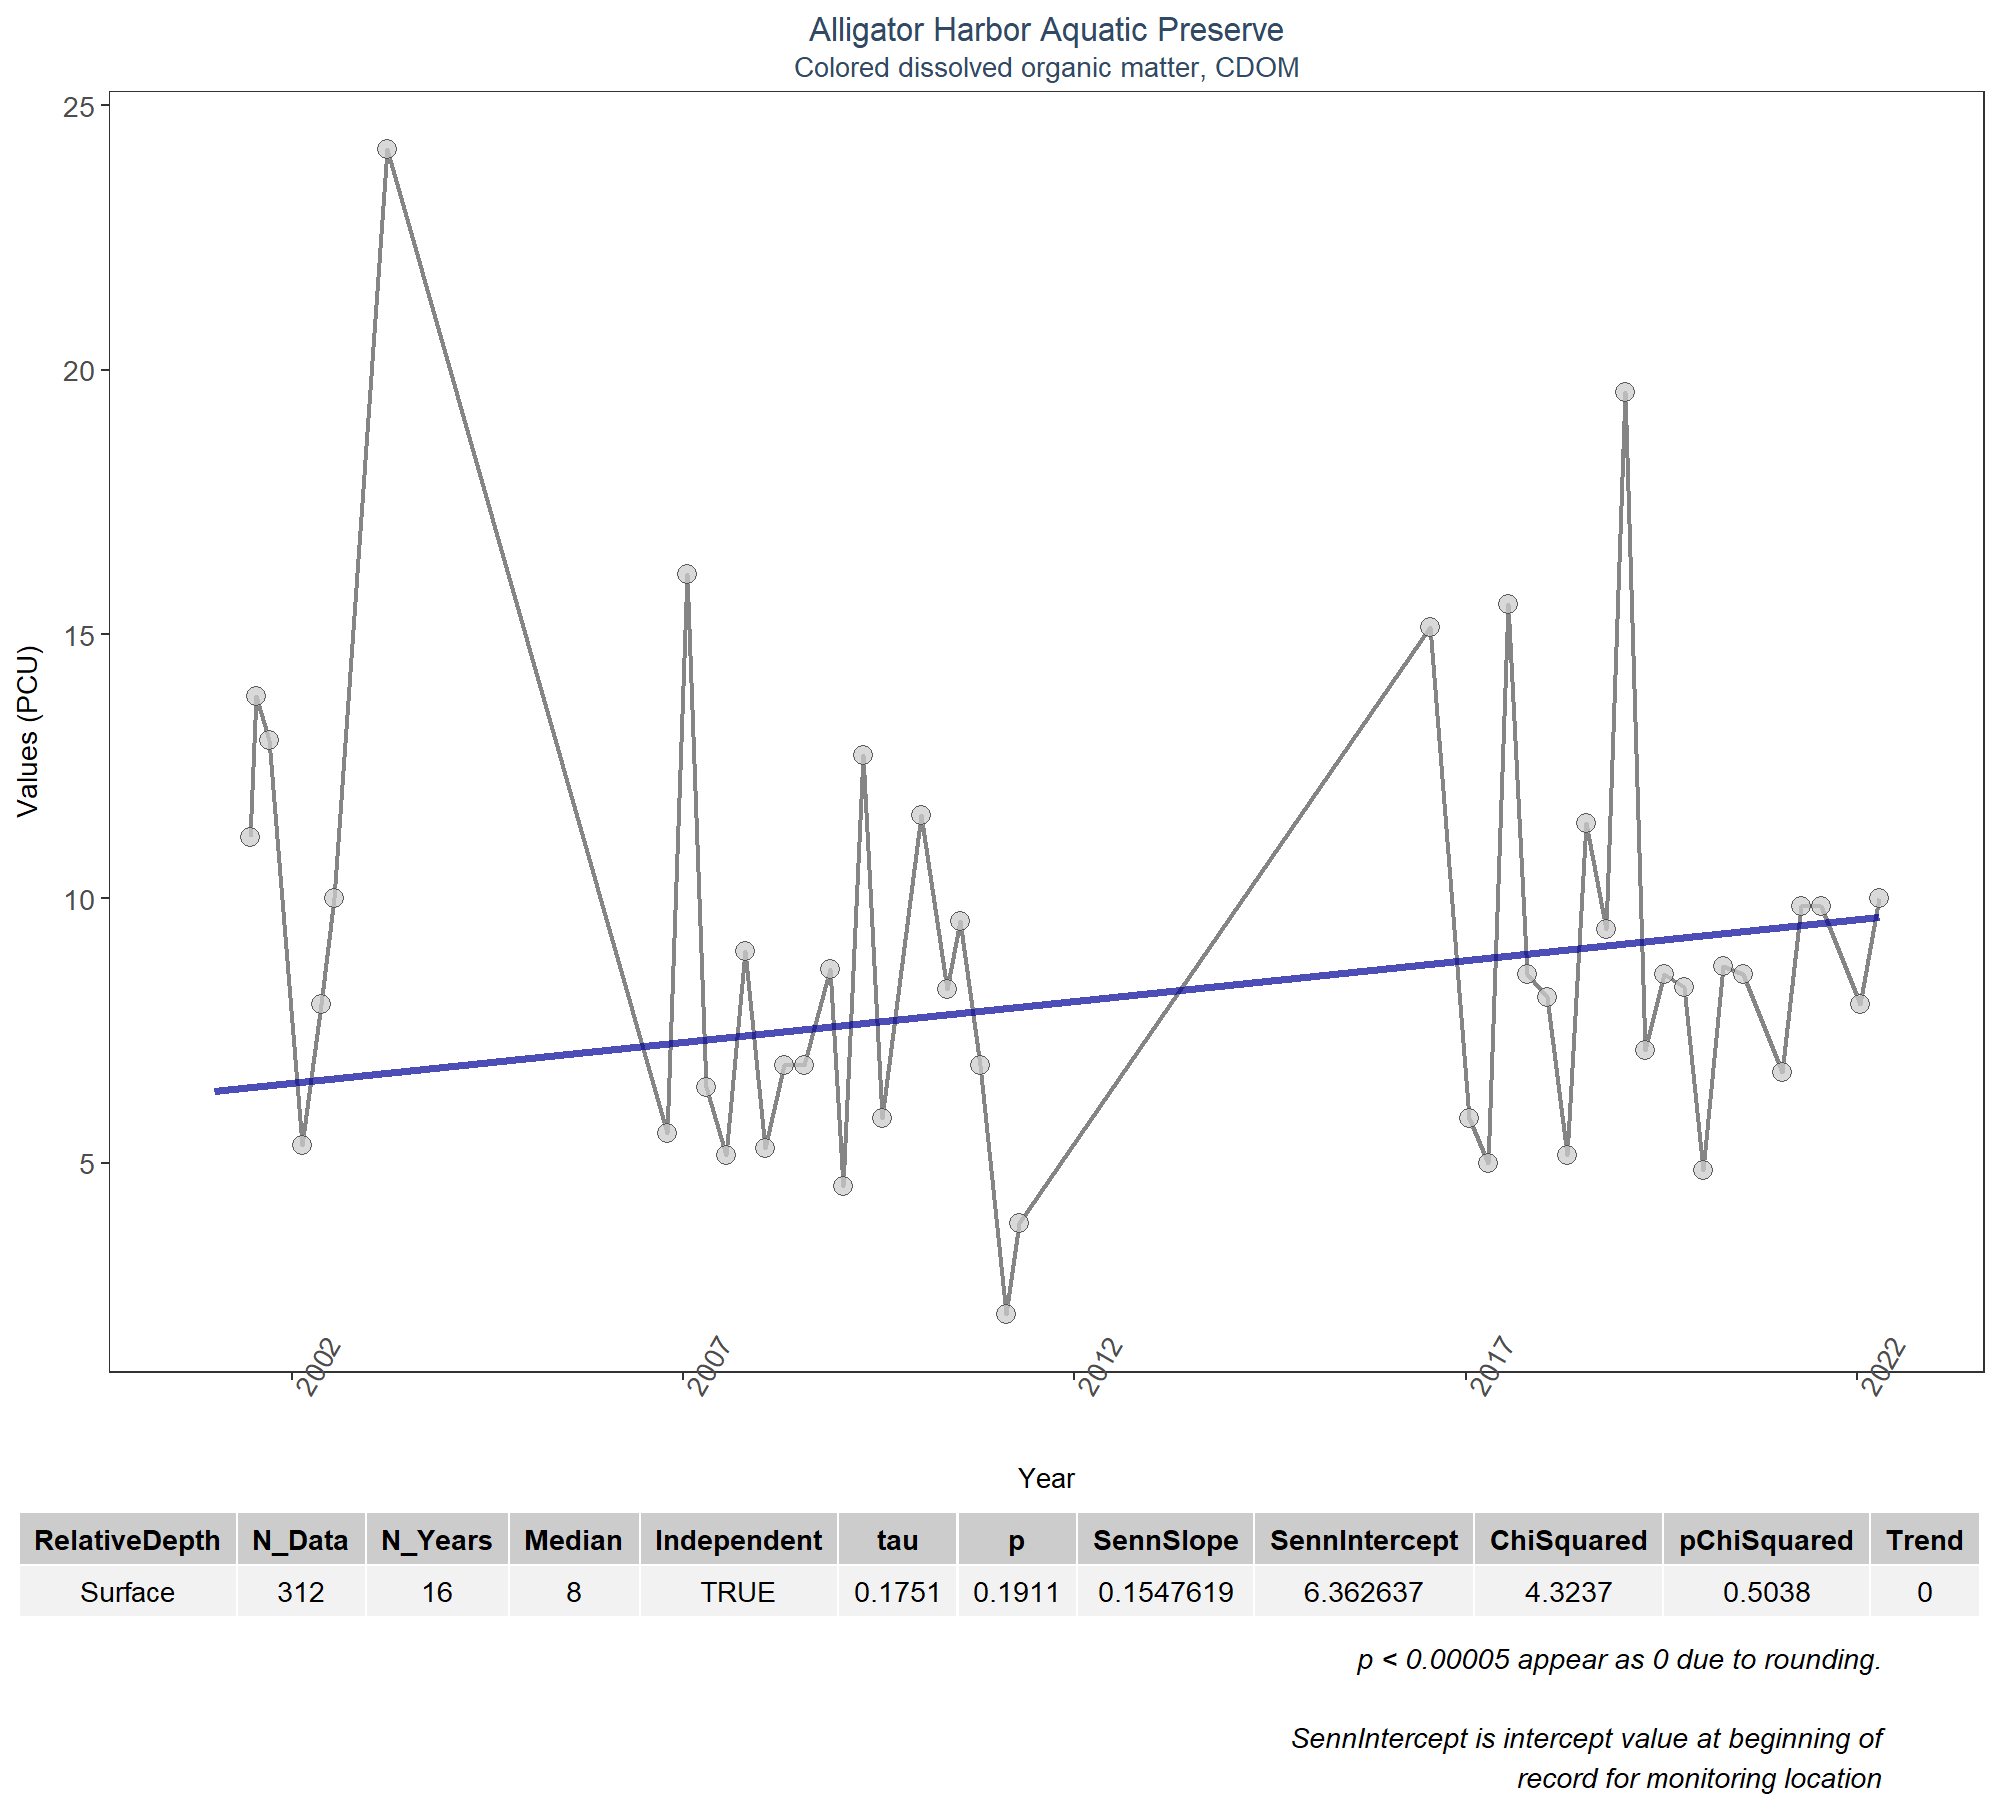 Alligator Harbor Aquatic Preserve
Colored dissolved organic matter, CDOM
25
20
15
10
5
Values (PCU)
2002 2007 2012 2017 2022
Year
RelativeDepth N_Data N_Years Median Independent tau p SennSlope SennIntercept ChiSquared pChiSquared Trend
Surface 312 16 8 TRUE 0.1751 0.1911 0.1547619 6.362637 4.3237 0.5038 0
p < 0.00005 appear as 0 due to rounding.
SennIntercept is intercept value at beginning of
record for monitoring location